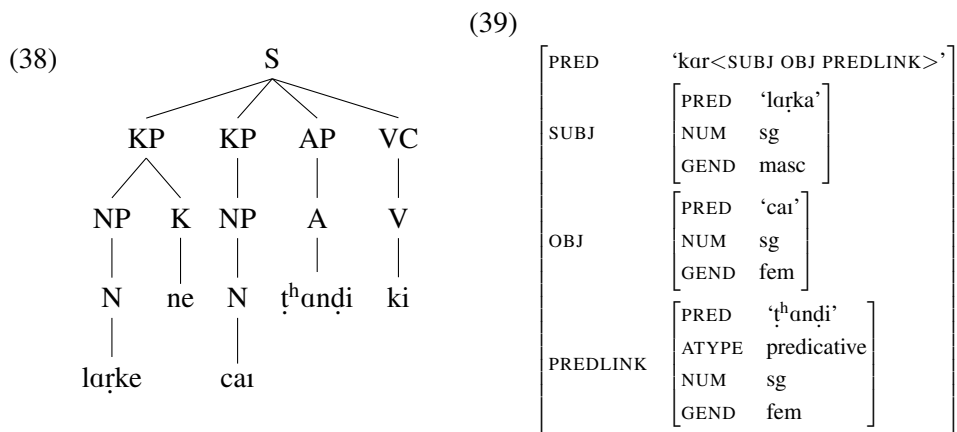 (38)
S
KP KP AP VC
NP K NP A V
N ne N ṭʰɑnḍi ki
lɑṛke caɪ
(39)
PRED ‘kɑr<SUBJ OBJ PREDLINK>’
SUBJ
PRED ‘lɑṛka’
NUM sg
GEND masc
OBJ
PRED ‘caɪ’
NUM sg
GEND fem
PREDLINK
PRED ‘ṭʰɑnḍi’
ATYPE predicative
NUM sg
GEND fem